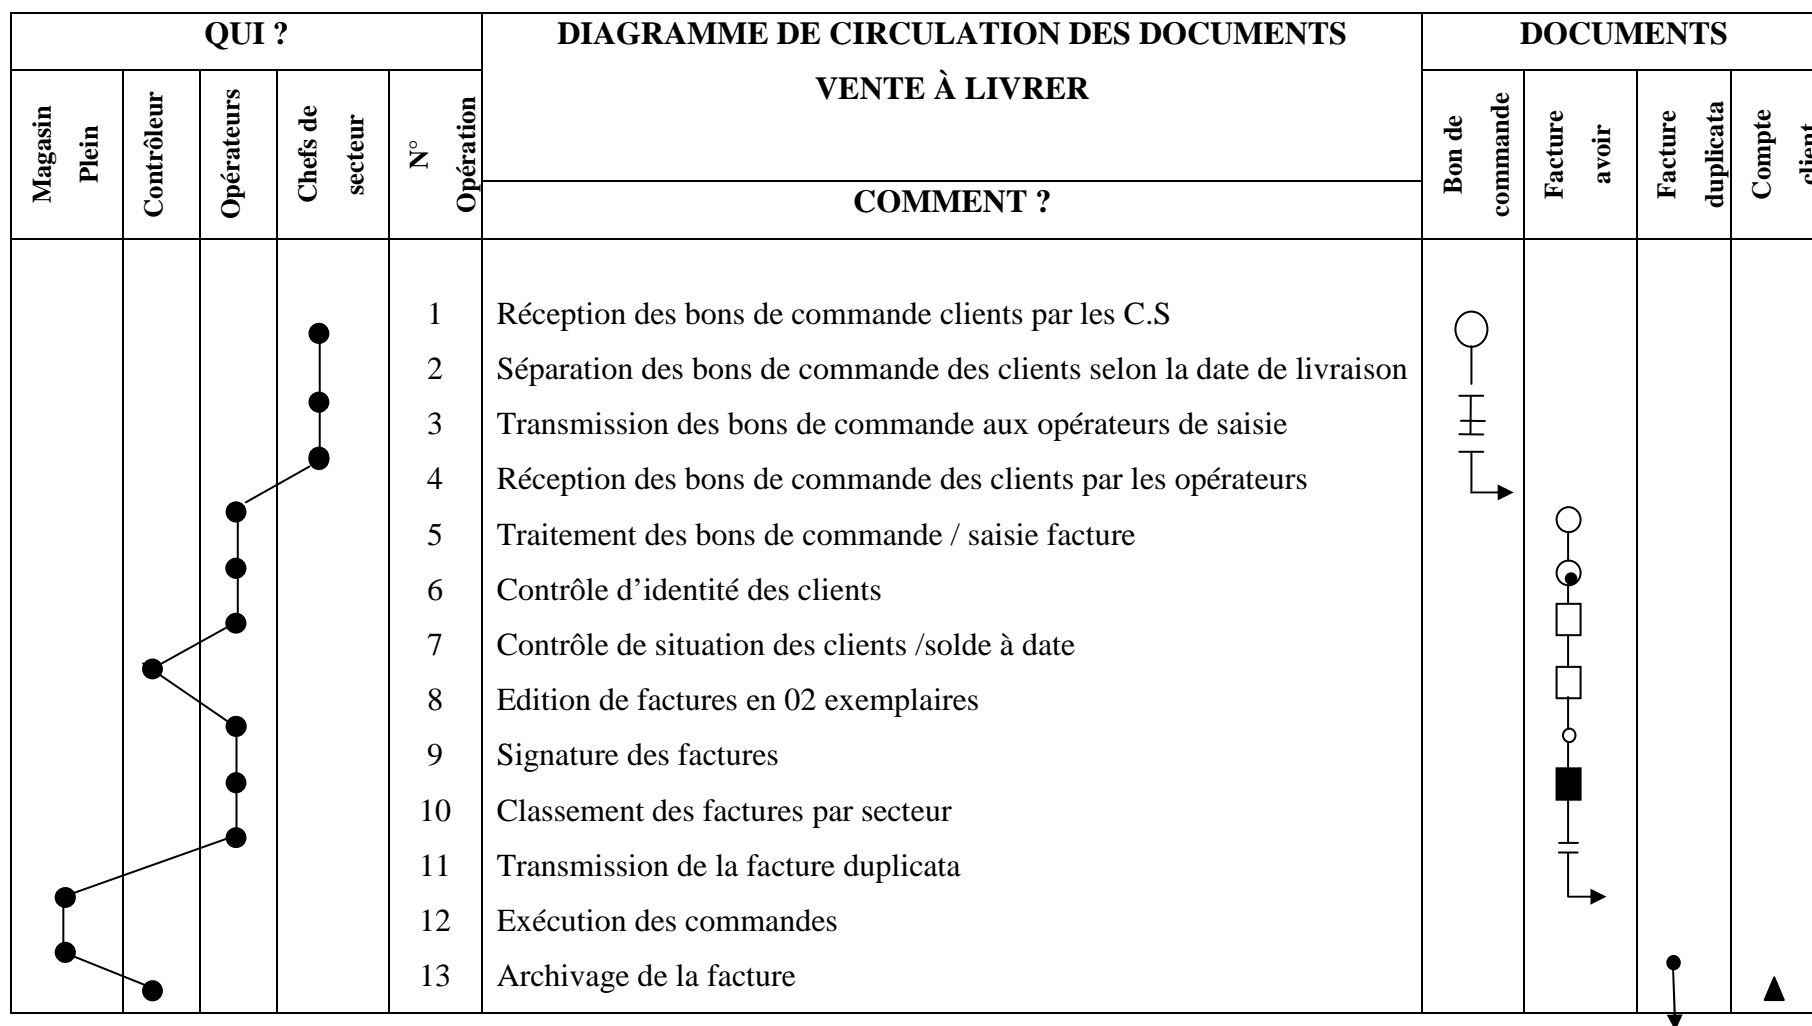 QUI ?
DIAGRAMME DE CIRCULATION DES DOCUMENTS
VENTE À LIVRER
DOCUMENTS
Magasin
Plein
Contrôleur
Opérateurs
Chefs de
secteur
N°
Opération
COMMENT ?
Bon de
commande
Facture
avoir
Facture
duplicata
Compte
client
1 Réception des bons de commande clients par les C.S
2 Séparation des bons de commande des clients selon la date de livraison
3 Transmission des bons de commande aux opérateurs de saisie
4 Réception des bons de commande des clients par les opérateurs
5 Traitement des bons de commande / saisie facture
6 Contrôle d’identité des clients
7 Contrôle de situation des clients /solde à date
8 Edition de factures en 02 exemplaires
9 Signature des factures
10 Classement des factures par secteur
11 Transmission de la facture duplicata
12 Exécution des commandes
13 Archivage de la facture